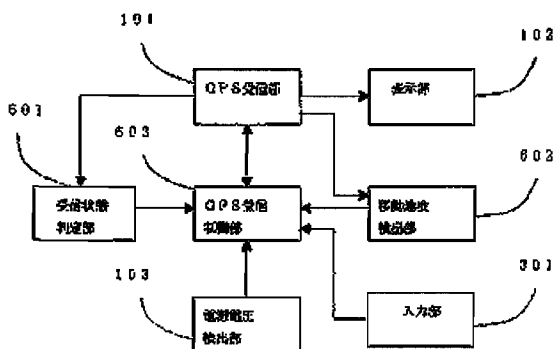 101
102
GPS受信部
表示部
601
603
602
受信状態
判定部
GPS受信
制御部
移動速度
検出部
103
301
電源電圧
検出部
入力部